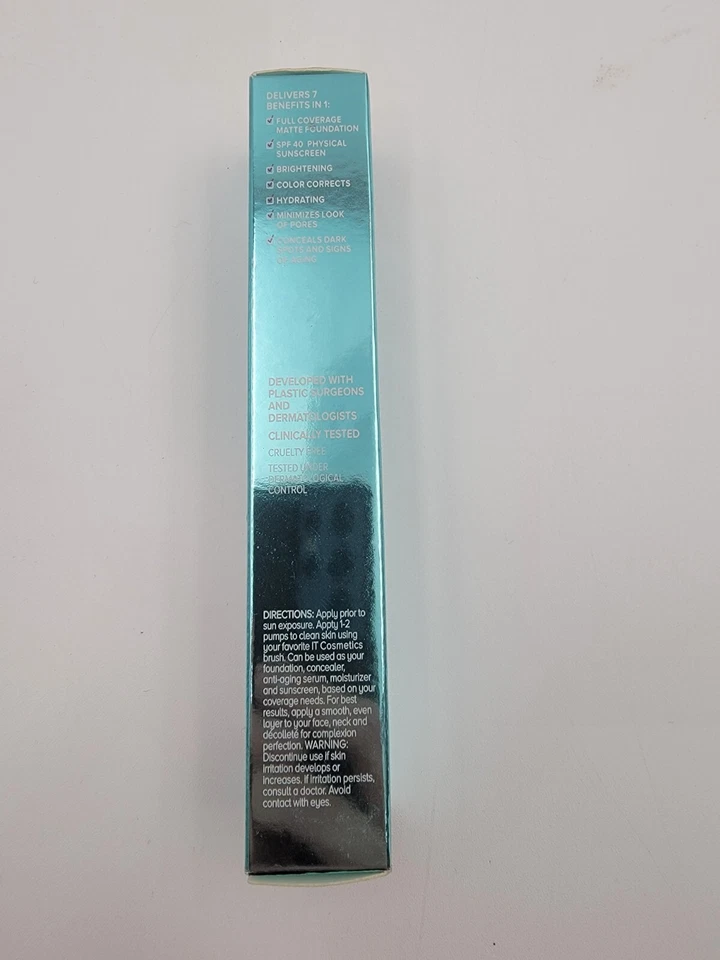 DELIVERS 7
BENEFITS IN 1:
FULL COVERAGE
MATTE FOUNDATION
SPF 40 PHYSICAL
SUNSCREEN
BRIGHTENING
COLOR CORRECTS
HYDRATING
MINIMIZES LOOK
OF PORES
CONCEALS DARK
SPOTS AND SIGNS
OF AGING
DEVELOPED WITH
PLASTIC SURGEONS
AND
DERMATOLOGISTS
CLINICALLY TESTED
CRUELTY FREE
TESTED UNDER
DERMATOLOGICAL
CONTROL
DIRECTIONS: Apply prior to
sun exposure. Apply 1-2
pumps to clean skin using
your favorite IT Cosmetics
brush. Can be used as your
foundation, concealer,
anti-aging serum, moisturizer
and sunscreen, based on your
coverage needs. For best
results, apply a smooth, even
layer to your face, neck and
décolleté for complexion
perfection. WARNING:
Discontinue use if skin
irritation develops or
increases. If irritation persists,
consult a doctor. Avoid
contact with eyes.